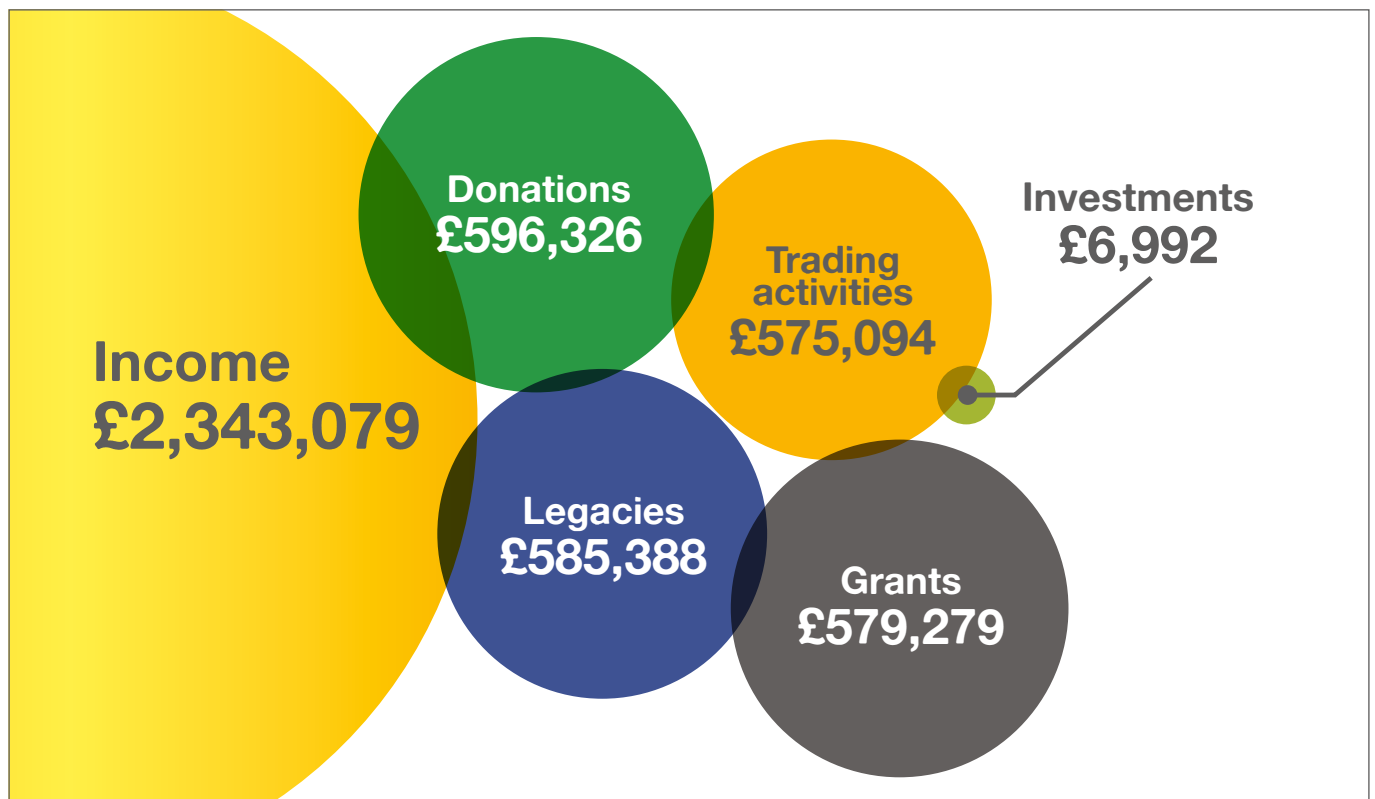 Income
£2,343,079
Donations
£596,326
Trading
activities
£575,094
Investments
£6,992
Legacies
£585,388
Grants
£579,279